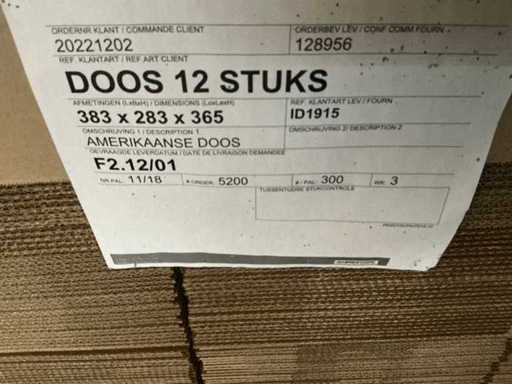 ORDERNR KLANT / COMMANDE CLIENT
20221202
ORDERBEV LEV / CONF COMM FOURN
128956
REF. KLANTART / REF ART CLIENT
DOOS 12 STUKS
AFMETINGEN (LxBxH) / DIMENSIONS (LxLexH)
383 x 283 x 365
REF. KLANTART LEV / FOURN
ID1915
OMSCHRIJVING 1 / DESCRIPTION 1
AMERIKAANSE DOOS
OMSCHRIJVING 2/ DESCRIPTION 2
GEVRAAGDE LEVERDATUM / DATE DE LIVRAISON DEMANDEE
F2.12/01
NR PAL: 11/18
# ORDER: 5200
# / PAL: 300
WK: 3
TUSSENTIJDSE STUKCONTROLE